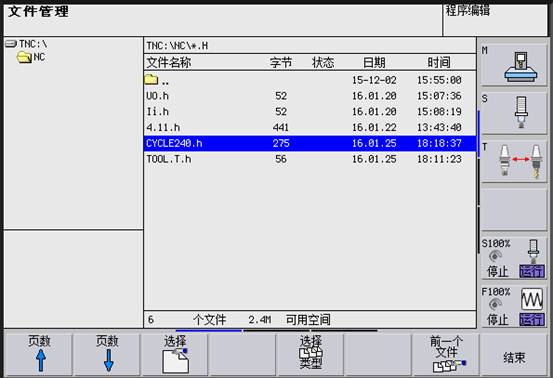 文件管理
程序编辑
TNC:\
NC
TNC:\NC\*.H
文件名称 字节 状态 日期 时间
.. 15-12-02 15:55:00
UO.h 52 16.01.20 15:07:36
Ii.h 52 16.01.20 15:08:19
4.11.h 441 16.01.22 13:43:40
CYCLE240.h 275 16.01.25 18:18:37
TOOL.T.h 56 16.01.25 18:11:23
6 个文件 2.4M 可用空间
M
S
T
S100%
停止 运行
F100%
停止 运行
页数
页数
选择
选择
类型
前一个
文件
结束